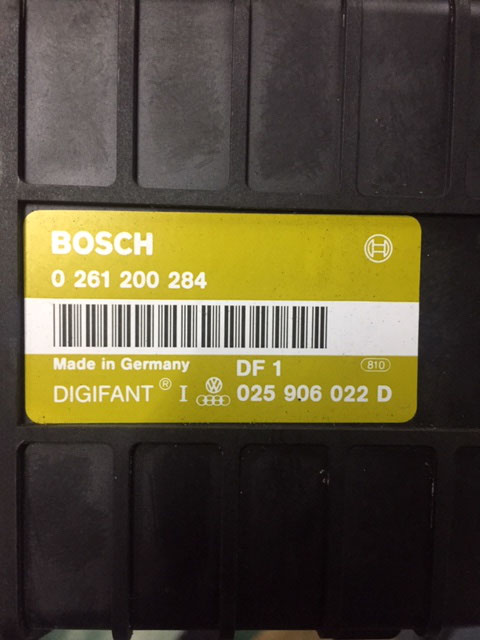 BOSCH
0 261 200 284
Made in Germany DF 1 810
DIGIFANT® I 025 906 022 D